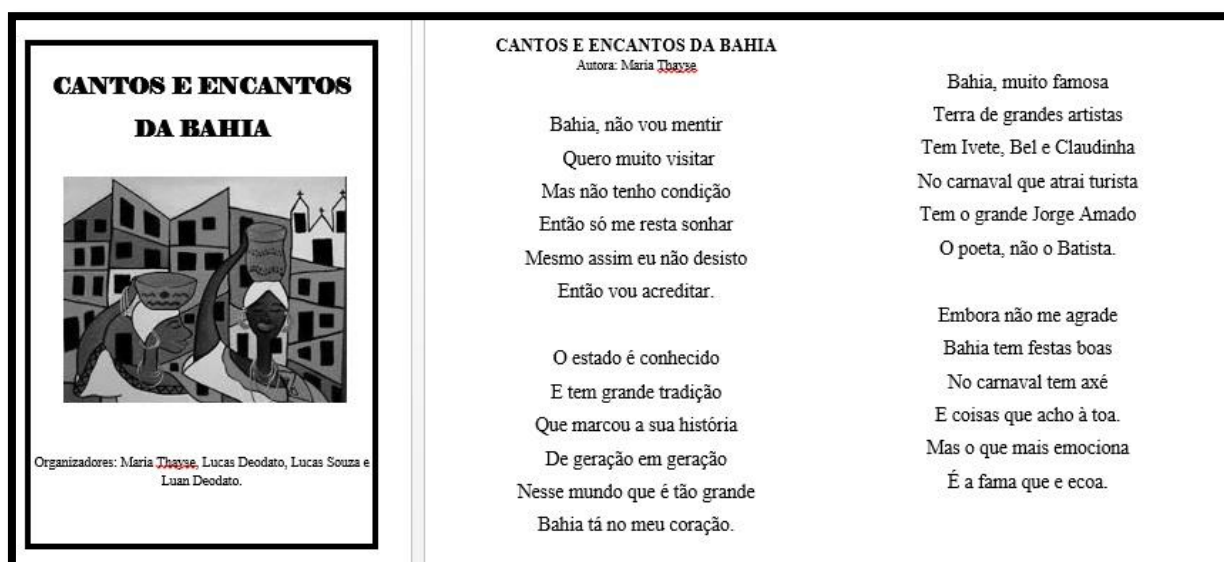 CANTOS E ENCANTOS
DA BAHIA
Organizadores: Maria Thayse, Lucas Deodato, Lucas Souza e
Luan Deodato.
CANTOS E ENCANTOS DA BAHIA
Autora: Maria Thayse
Bahia, não vou mentir
Quero muito visitar
Mas não tenho condição
Então só me resta sonhar
Mesmo assim eu não desisto
Então vou acreditar.
O estado é conhecido
E tem grande tradição
Que marcou a sua história
De geração em geração
Nesse mundo que é tão grande
Bahia tá no meu coração.
Bahia, muito famosa
Terra de grandes artistas
Tem Ivete, Bel e Claudinha
No carnaval que atrai turista
Tem o grande Jorge Amado
O poeta, não o Batista.
Embora não me agrade
Bahia tem festas boas
No carnaval tem axé
E coisas que acho à toa.
Mas o que mais emociona
É a fama que e ecoa.